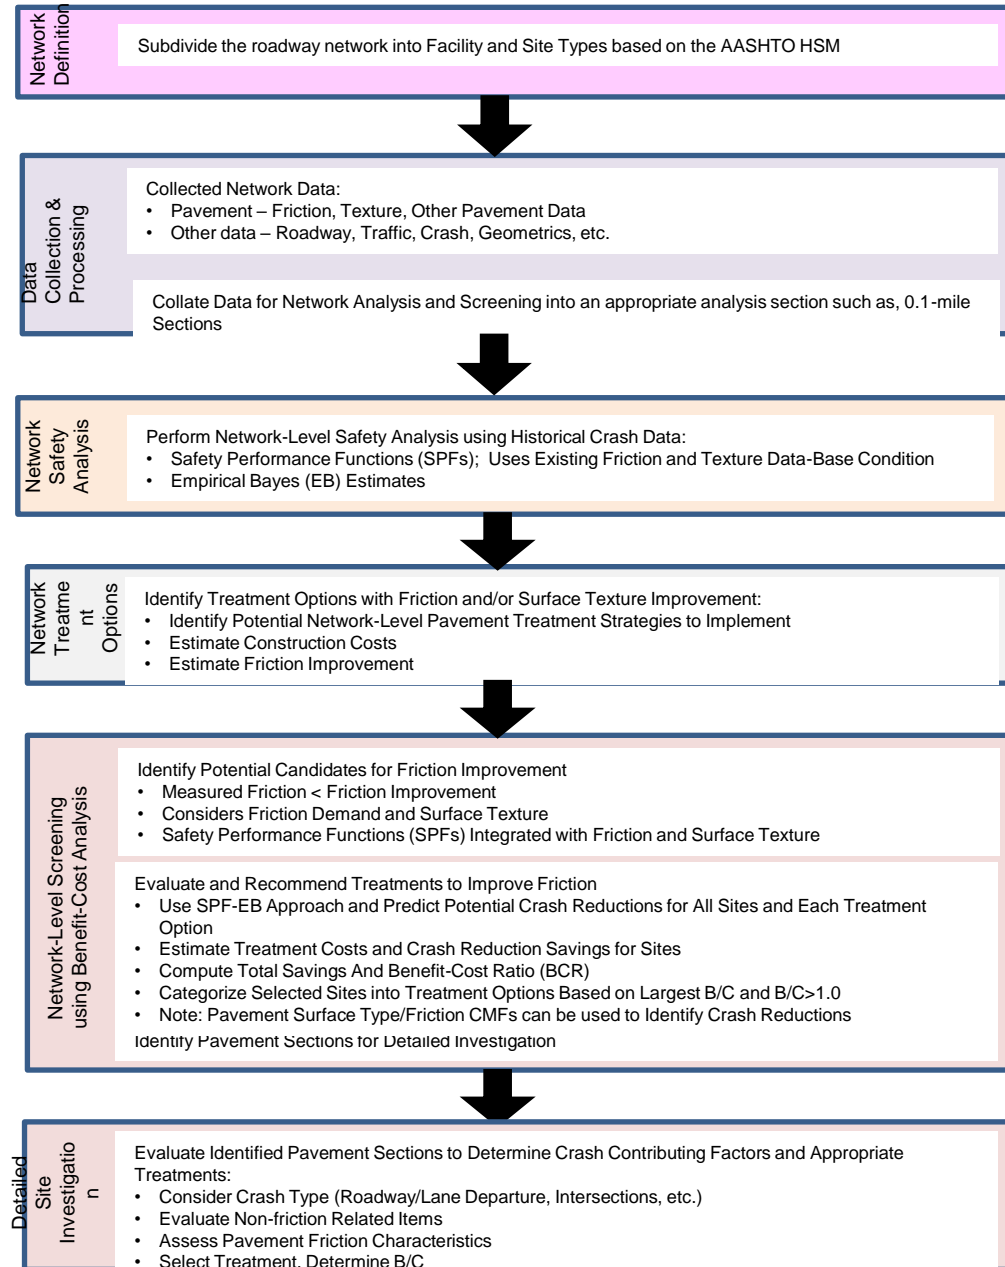 Network
Definition
Subdivide the roadway network into Facility and Site Types based on the AASHTO HSM
Data
Collection &
Processing
Collected Network Data:
• Pavement – Friction, Texture, Other Pavement Data
• Other data – Roadway, Traffic, Crash, Geometrics, etc.
Collate Data for Network Analysis and Screening into an appropriate analysis section such as, 0.1-mile
Sections
Network
Safety
Analysis
Perform Network-Level Safety Analysis using Historical Crash Data:
• Safety Performance Functions (SPFs); Uses Existing Friction and Texture Data-Base Condition
• Empirical Bayes (EB) Estimates
Network
Treatme
nt
Options
Identify Treatment Options with Friction and/or Surface Texture Improvement:
• Identify Potential Network-Level Pavement Treatment Strategies to Implement
• Estimate Construction Costs
• Estimate Friction Improvement
Network-Level Screening
using Benefit-Cost Analysis
Identify Potential Candidates for Friction Improvement
• Measured Friction < Friction Improvement
• Considers Friction Demand and Surface Texture
• Safety Performance Functions (SPFs) Integrated with Friction and Surface Texture
Evaluate and Recommend Treatments to Improve Friction
• Use SPF-EB Approach and Predict Potential Crash Reductions for All Sites and Each Treatment
Option
• Estimate Treatment Costs and Crash Reduction Savings for Sites
• Compute Total Savings And Benefit-Cost Ratio (BCR)
• Categorize Selected Sites into Treatment Options Based on Largest B/C and B/C>1.0
• Note: Pavement Surface Type/Friction CMFs can be used to Identify Crash Reductions
Identify Pavement Sections for Detailed Investigation
Detailed
Site
Investigatio
n
Evaluate Identified Pavement Sections to Determine Crash Contributing Factors and Appropriate
Treatments:
• Consider Crash Type (Roadway/Lane Departure, Intersections, etc.)
• Evaluate Non-friction Related Items
• Assess Pavement Friction Characteristics
• Select Treatment, Determine B/C